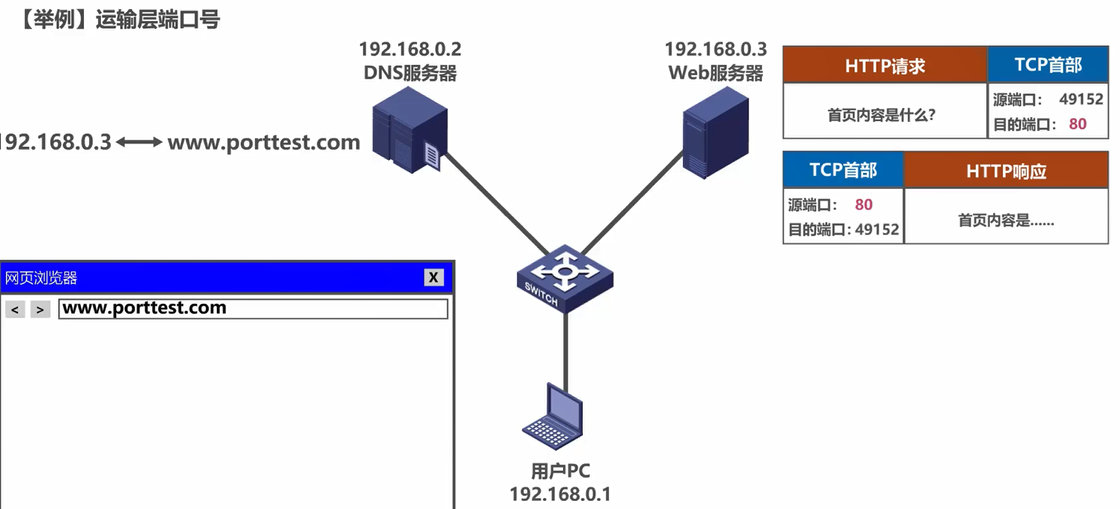 【举例】运输层端口号
192.168.0.2
DNS服务器
192.168.0.3
Web服务器
192.168.0.3 www.porttest.com
HTTP请求 TCP首部
首页内容是什么？ 源端口： 49152
目的端口： 80
TCP首部 HTTP响应
源端口： 80
目的端口：49152
首页内容是......
网页浏览器 X
< > www.porttest.com
SWITCH
用户PC
192.168.0.1